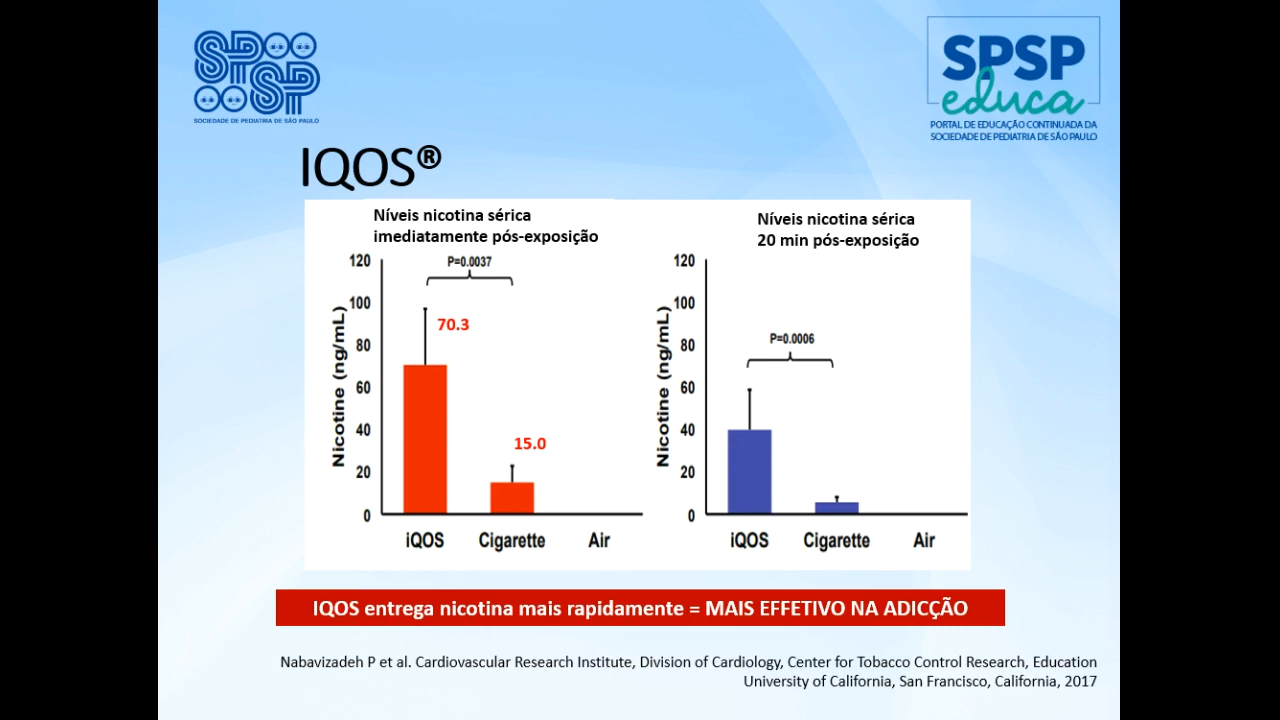 SPSP
SOCIEDADE DE PEDIATRIA DE SÃO PAULO
SPSP
educa
PORTAL DE EDUCAÇÃO CONTINUADA DA
SOCIEDADE DE PEDIATRIA DE SÃO PAULO
IQOS®
Níveis nicotina sérica
imediatamente pós-exposição
120
100
80
60
40
20
0
Nicotine (ng/mL)
P=0.0037
70.3
15.0
iQOS
Cigarette
Air
Níveis nicotina sérica
20 min pós-exposição
120
100
80
60
40
20
0
Nicotine (ng/mL)
P=0.0006
iQOS
Cigarette
Air
IQOS entrega nicotina mais rapidamente = MAIS EFFETIVO NA ADICÇÃO
Nabavizadeh P et al. Cardiovascular Research Institute, Division of Cardiology, Center for Tobacco Control Research, Education
University of California, San Francisco, California, 2017